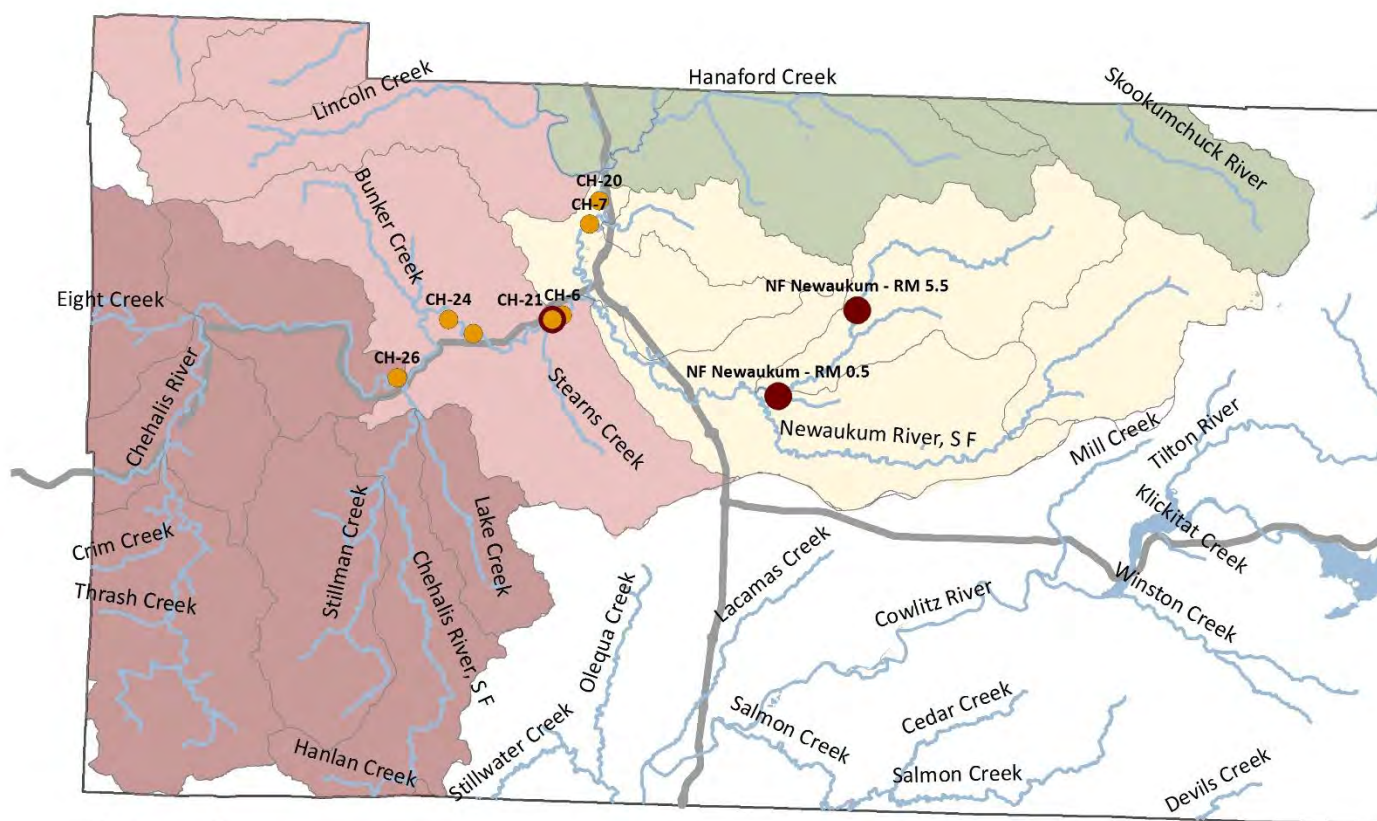 Hanaford Creek
Skookumchuck River
Lincoln Creek
Bunker Creek
CH-20
CH-7
Eight Creek
CH-24
CH-21
CH-6
NF Newaukum - RM 5.5
CH-26
NF Newaukum - RM 0.5
Chehalis River
Stearns Creek
Newaukum River, S F
Mill Creek
Tilton River
Klickitat Creek
Crim Creek
Stillman Creek
Lake Creek
Thrash Creek
Chehalis River, S F
Lacamas Creek
Olequa Creek
Cowlitz River
Winston Creek
Salmon Creek
Cedar Creek
Hanlan Creek
Stillwater Creek
Salmon Creek
Devils Creek